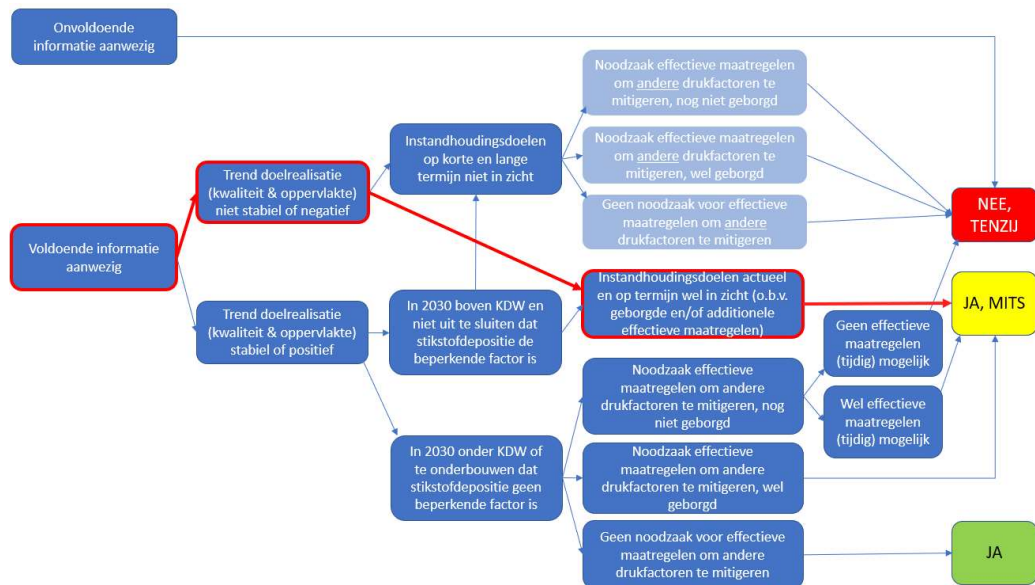 Onvoldoende
informatie aanwezig
Noodzaak effectieve maatregelen
om andere drukfactoren te
mitigeren, nog niet geborgd
Instandhoudingsdoelen
op korte en lange
termijn niet in zicht
Noodzaak effectieve maatregelen
om andere drukfactoren te
mitigeren, wel geborgd
Trend doelrealisatie
(kwaliteit & oppervlakte)
niet stabiel of negatief
Geen noodzaak voor effectieve
maatregelen om andere
drukfactoren te mitigeren
NEE,
TENZIJ
Voldoende informatie
aanwezig
Instandhoudingsdoelen actueel
en op termijn wel in zicht (o.b.v.
geborgde en/of additionele
effectieve maatregelen)
JA, MITS
Trend doelrealisatie
(kwaliteit & oppervlakte)
stabiel of positief
In 2030 boven KDW en
niet uit te sluiten dat
stikstofdepositie de
beperkende factor is
Geen effectieve
maatregelen
(tijdig) mogelijk
Noodzaak effectieve
maatregelen om andere
drukfactoren te mitigeren, nog
niet geborgd
Wel effectieve
maatregelen
(tijdig) mogelijk
In 2030 onder KDW of
te onderbouwen dat
stikstofdepositie geen
beperkende factor is
Noodzaak effectieve
maatregelen om andere
drukfactoren te mitigeren, wel
geborgd
Geen noodzaak voor effectieve
maatregelen om andere
drukfactoren te mitigeren
JA